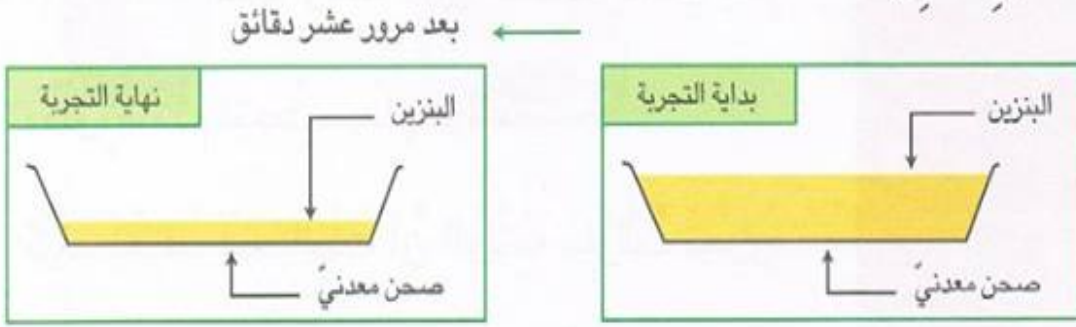 بعد مرور عشر دقائق
بداية التجربة
البنزين
صحن معدنيّ
نهاية التجربة
البنزين
صحن معدنيّ